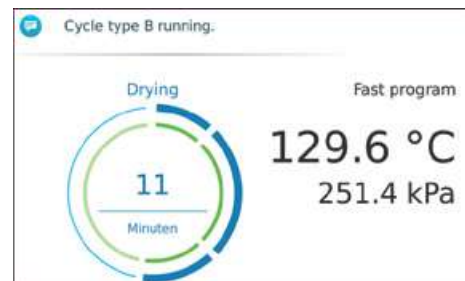 Cycle type B running.
Drying
Fast program
129.6 °C
251.4 kPa
11
Minuten